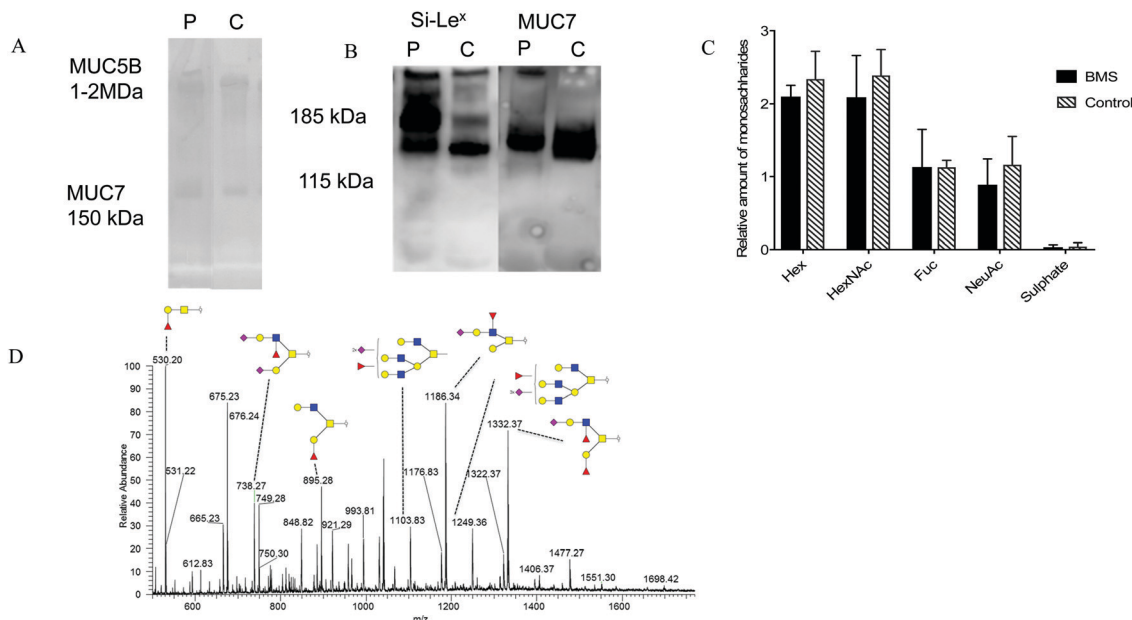 A
P C
MUC5B
1-2MDa
MUC7
150 kDa
B
Si-Leˣ MUC7
P C P C
185 kDa
115 kDa
C
Relative amount of monosachharides
3
2
1
0
BMS
Control
Hex
HexNAc
Fuc
NeuAc
Sulphate
D
Relative Abundance
100
90
80
70
60
50
40
30
20
10
0
530.20
531.22
612.83
665.23
675.23
676.24
738.27
749.28
750.30
848.82
895.28
921.29
993.81
1103.83
1176.83
1186.34
1249.36
1322.37
1332.37
1406.37
1477.27
1551.30
1698.42
600 800 1000 1200 1400 1600
m/z